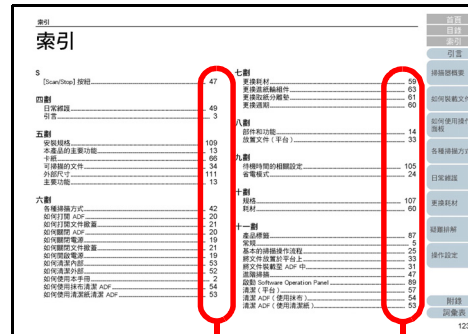 索引
索引
S
[Scan/Stop] 按鈕 47
四劃
日常維護 49
引言 3
五劃
安裝規格 109
本產品的主要功能 13
卡紙 66
可掃描的文件 34
外部尺寸 111
主要功能 13
六劃
各種掃描方式 42
如何打開 ADF 20
如何打開文件掀蓋 21
如何關閉 ADF 20
如何關閉電源 19
如何關閉文件掀蓋 21
如何開啟電源 19
如何清潔內部 53
如何清潔外部 52
如何使用本手冊 2
如何使用抹布清潔 ADF 54
如何使用清潔紙清潔 ADF 53
七劃
更換耗材 59
更換進紙輪組件 63
更換取紙分離墊 61
更換週期 60
八劃
部件和功能 14
放置文件（平台） 33
九劃
待機時間的相關設定 105
省電模式 24
十劃
規格 107
耗材 60
十一劃
產品標籤 87
常規 5
基本的掃描操作流程 25
將文件放置於平台上 33
將文件裝載至 ADF 中 31
進階掃描 47
啟動 Software Operation Panel 89
清潔（平台） 57
清潔 ADF（使用抹布） 54
清潔 ADF（使用清潔紙） 53
首頁
目錄
索引
引言
掃描器概要
如何裝載文件
如何使用操作
面板
各種掃描方式
日常維護
更換耗材
疑難排解
操作設定
附錄
詞彙週
123